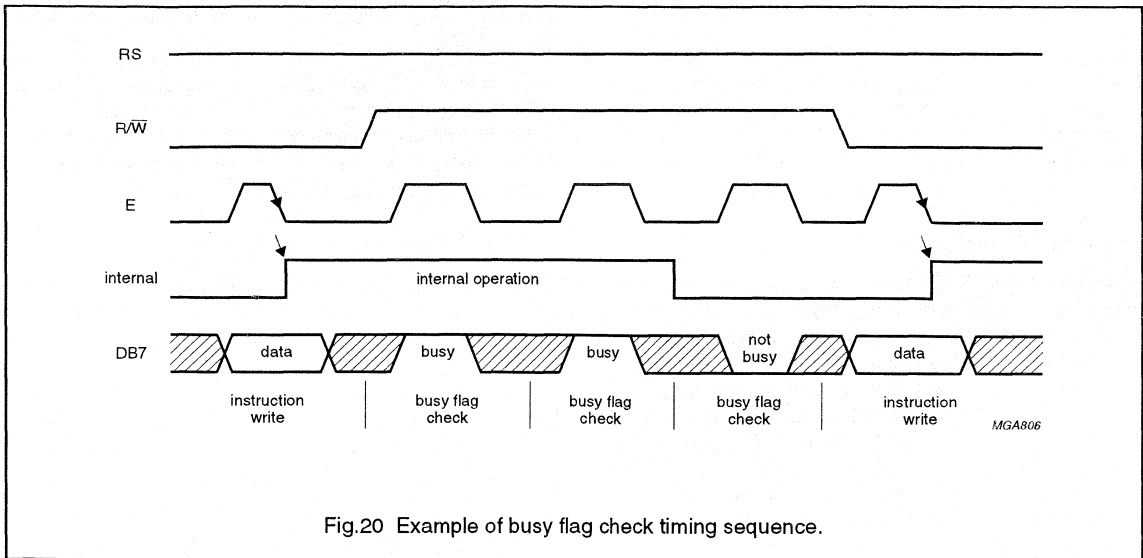 RS
R/W̅
E
internal
internal operation
DB7
data
busy
busy
not
busy
data
instruction
write
busy flag
check
busy flag
check
busy flag
check
instruction
write
MGA806
Fig.20 Example of busy flag check timing sequence.